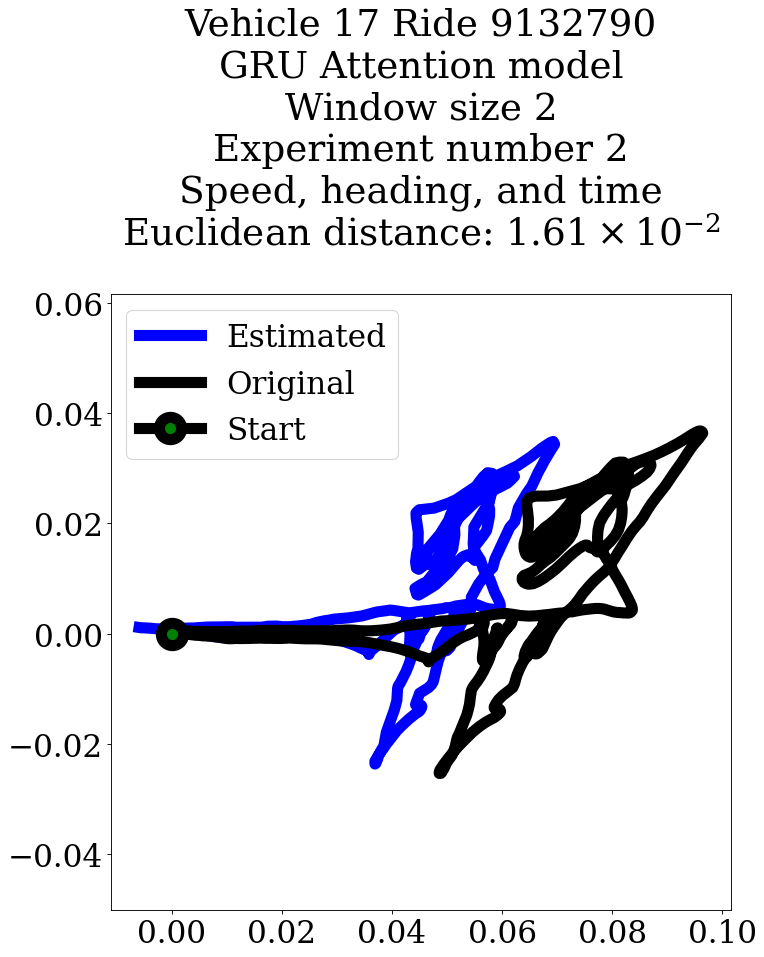 Vehicle 17 Ride 9132790
GRU Attention model
Window size 2
Experiment number 2
Speed, heading, and time
Euclidean distance: 1.61 × 10⁻²
Estimated
Original
Start
0.06
0.04
0.02
0.00
−0.02
−0.04
0.00 0.02 0.04 0.06 0.08 0.10